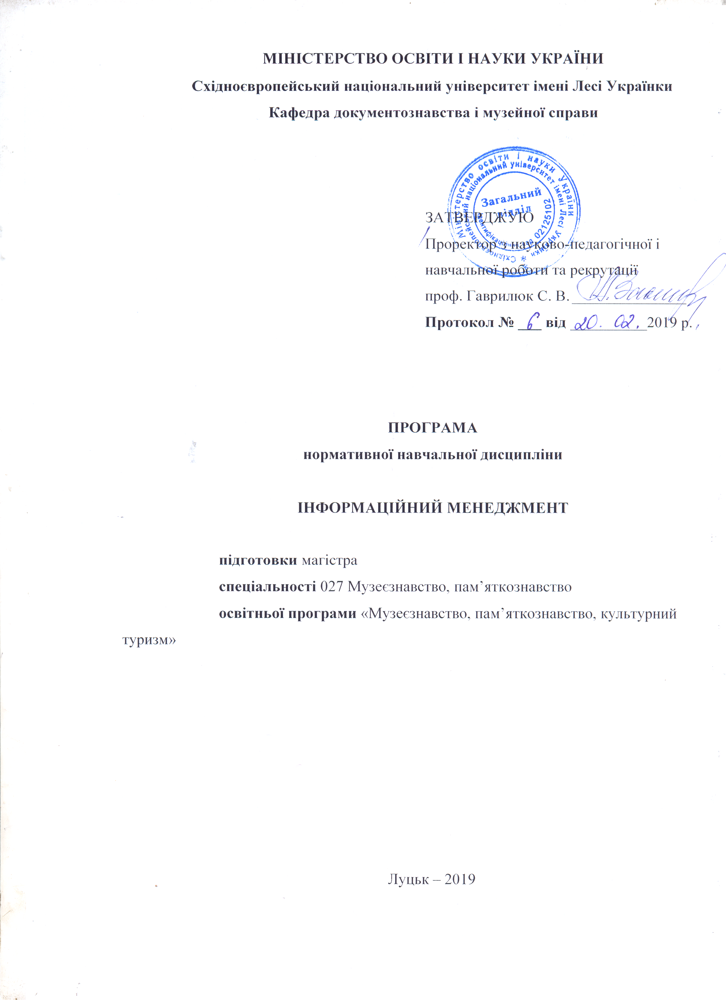 МІНІСТЕРСТВО ОСВІТИ І НАУКИ УКРАЇНИ
Східноєвропейський національний університет імені Лесі Українки
Кафедра документознавства і музейної справи
Міністерство освіти і науки України
Східноєвропейський національний університет імені Лесі Українки
Ідентифікаційний код 02125102
Загальний
відділ
ЗАТВЕРДЖУЮ
Проректор з науково-педагогічної і
навчальної роботи та рекрутації
проф. Гаврилюк С. В.
Протокол № 6 від 20. 02. 2019 р.
ПРОГРАМА
нормативної навчальної дисципліни
ІНФОРМАЦІЙНИЙ МЕНЕДЖМЕНТ
підготовки магістра
спеціальності 027 Музеєзнавство, пам’яткознавство
освітньої програми «Музеєзнавство, пам’яткознавство, культурний
туризм»
Луцьк – 2019